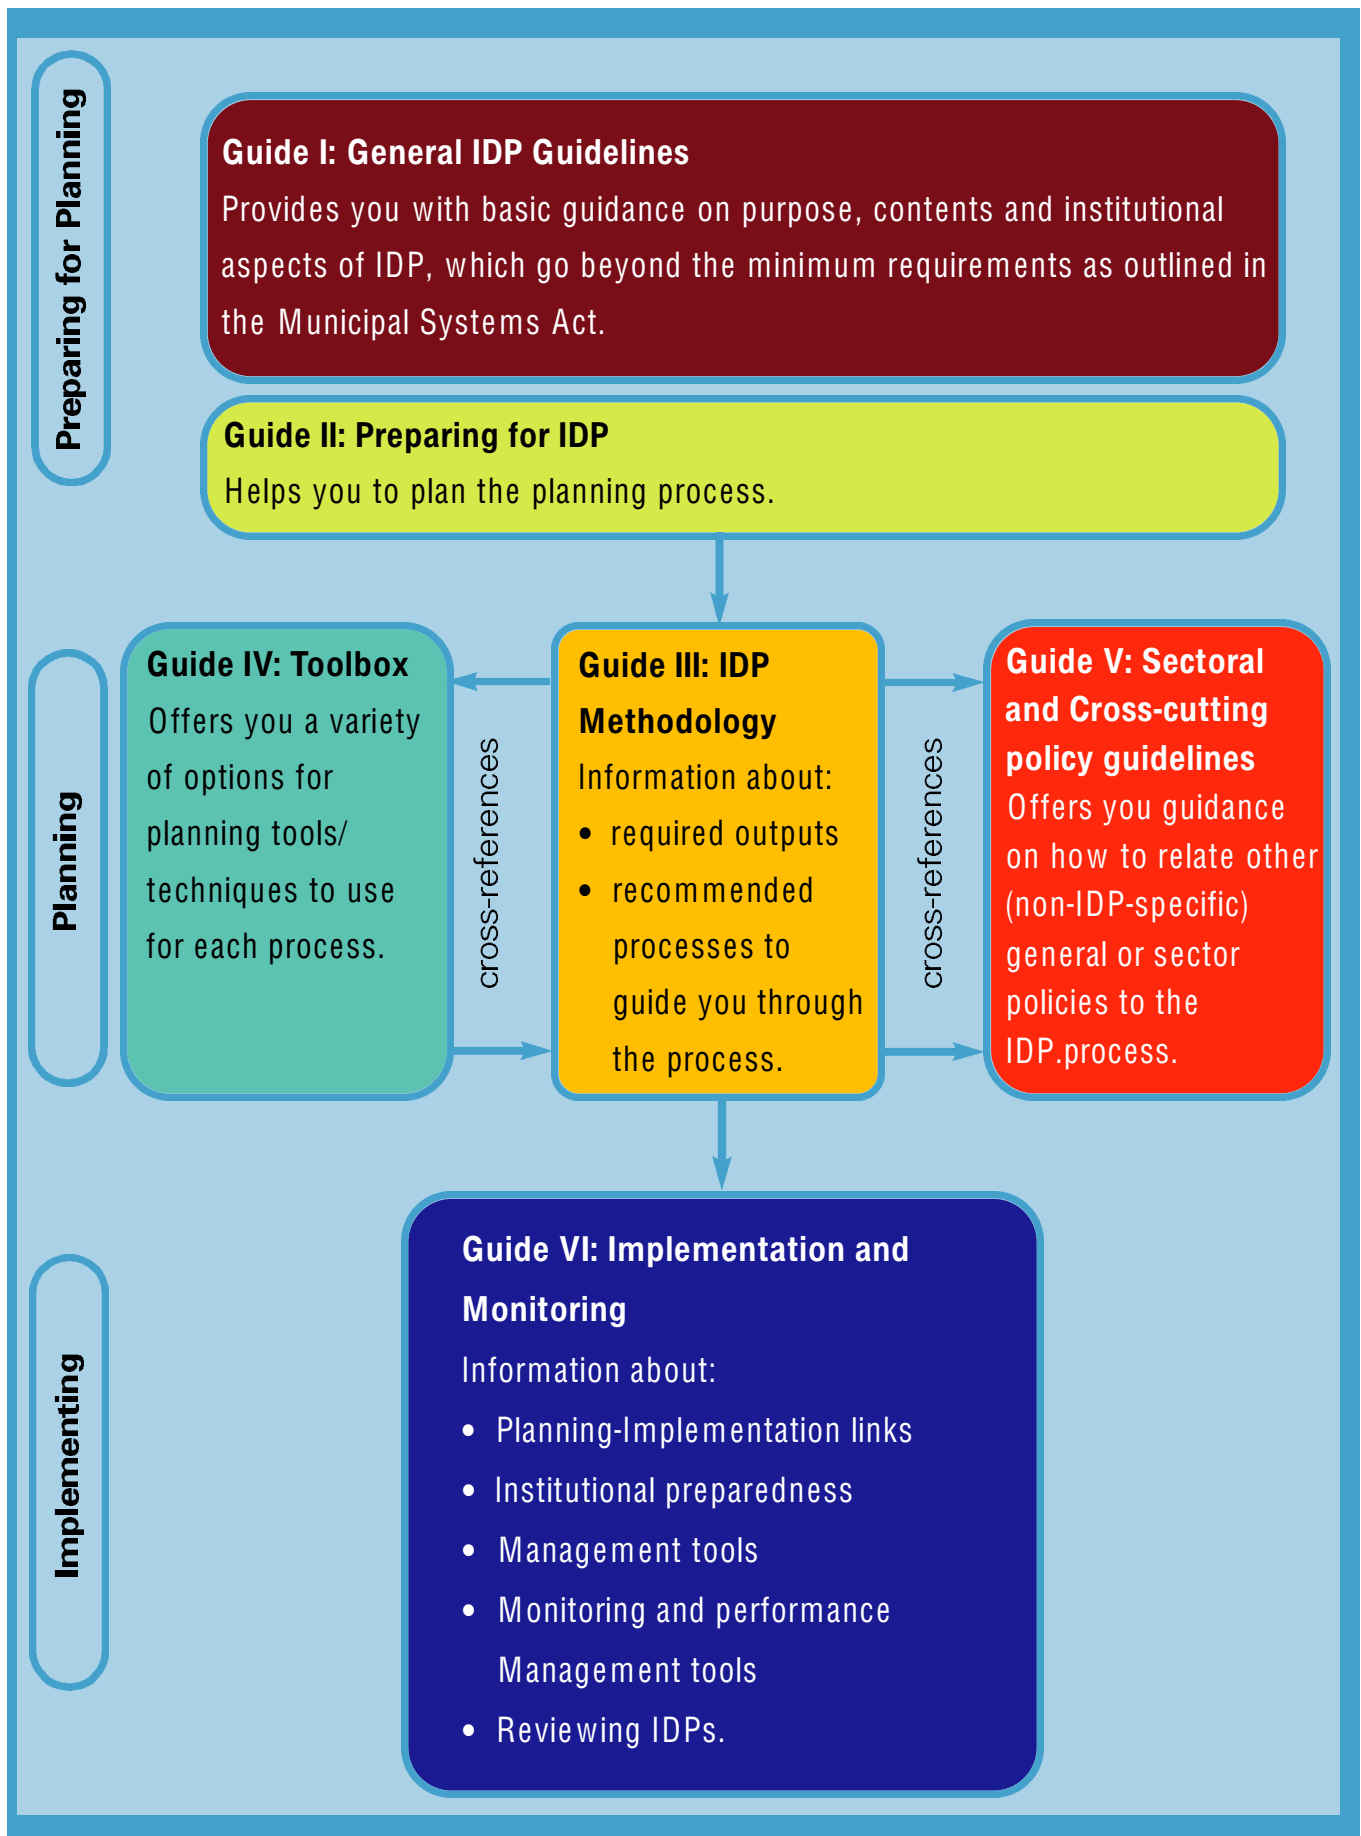 Preparing for Planning
Guide I: General IDP Guidelines
Provides you with basic guidance on purpose, contents and institutional
aspects of IDP, which go beyond the minimum requirements as outlined in
the Municipal Systems Act.
Guide II: Preparing for IDP
Helps you to plan the planning process.
Planning
Guide IV: Toolbox
Offers you a variety
of options for
planning tools/
techniques to use
for each process.
cross-references
Guide III: IDP
Methodology
Information about:
• required outputs
• recommended
processes to
guide you through
the process.
cross-references
Guide V: Sectoral
and Cross-cutting
policy guidelines
Offers you guidance
on how to relate other
(non-IDP-specific)
general or sector
policies to the
IDP.process.
Implementing
Guide VI: Implementation and
Monitoring
Information about:
• Planning-Implementation links
• Institutional preparedness
• Management tools
• Monitoring and performance
Management tools
• Reviewing IDPs.